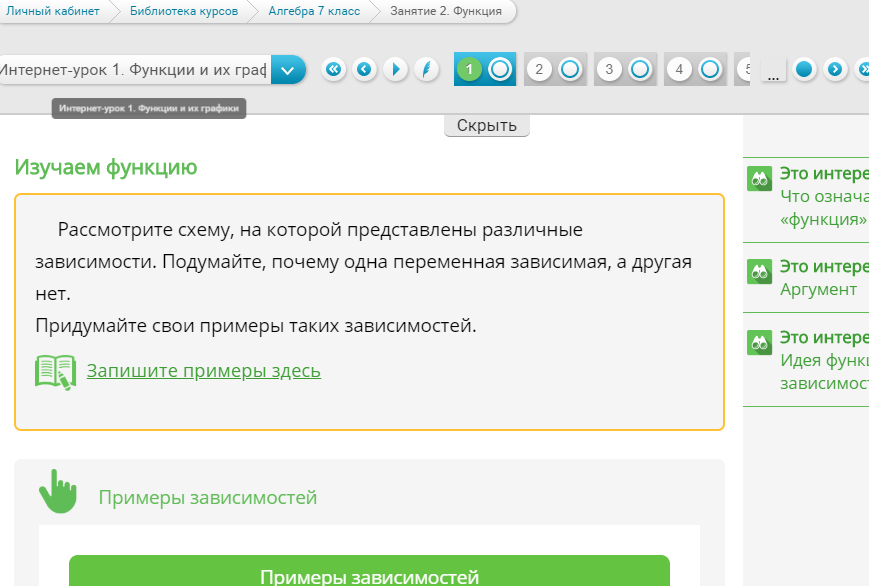 Личный кабинет Библиотека курсов Алгебра 7 класс Занятие 2. Функция
Интернет-урок 1. Функции и их граф
1 2 3 4 5 ...
Интернет-урок 1. Функции и их графики
Скрыть
Изучаем функцию
Рассмотрите схему, на которой представлены различные
зависимости. Подумайте, почему одна переменная зависимая, а другая
нет.
Придумайте свои примеры таких зависимостей.
Запишите примеры здесь
Примеры зависимостей
Примеры зависимостей
Это интере
Что означа
«функция»
Это интере
Аргумент
Это интере
Идея функц
зависимост